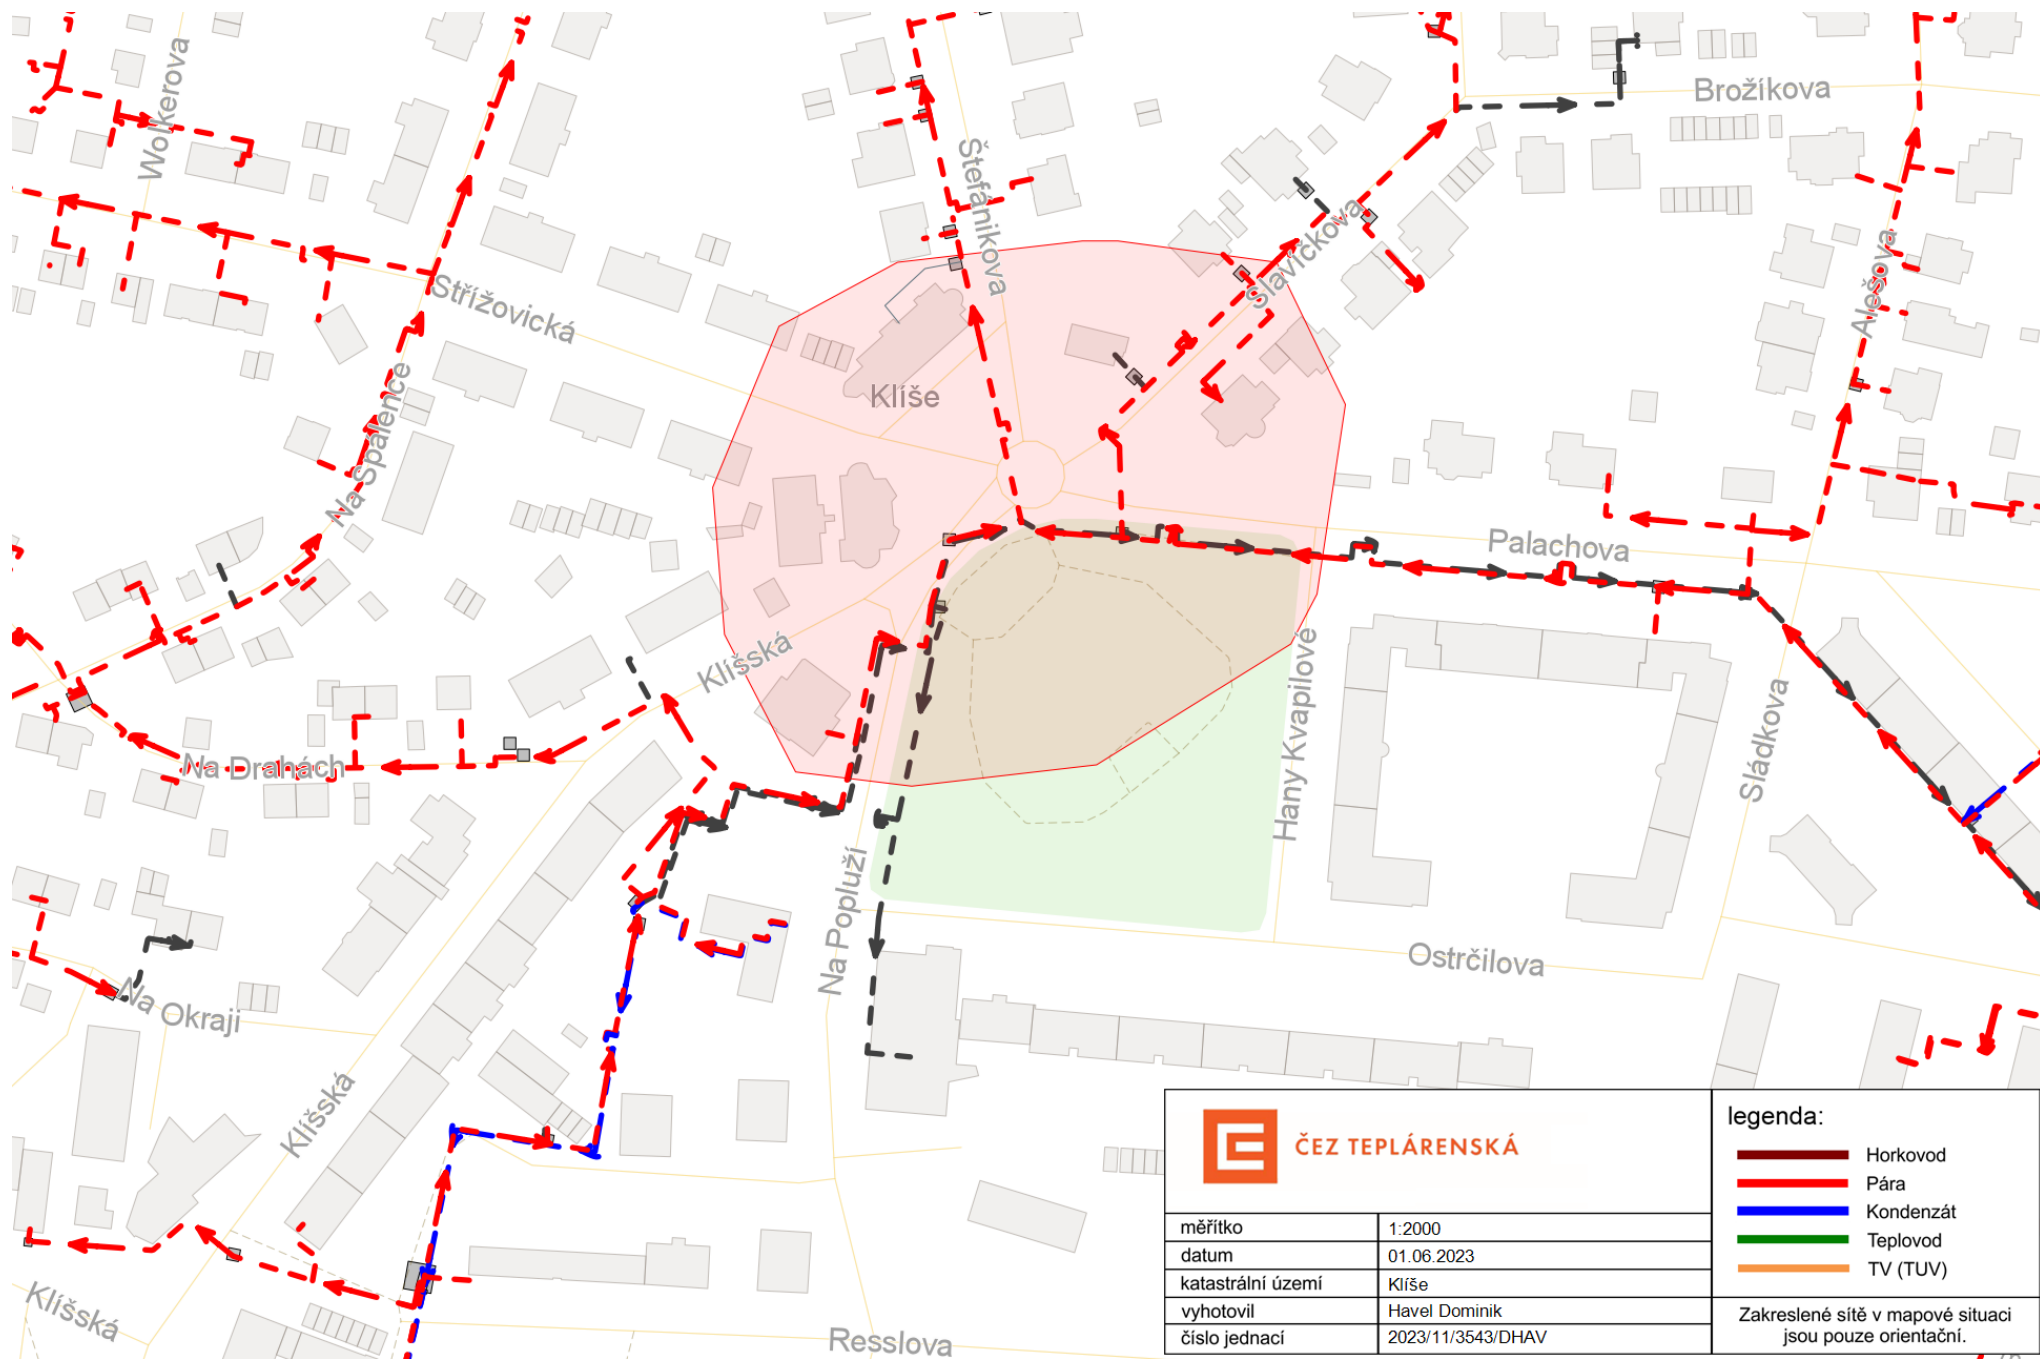 Wolkerova
Brožíkova
Štefánikova
Slavíčkova
Alešova
Střížovická
Klíše
Na Spálence
Palachova
Klíšská
Hany Kvapilové
Sládkova
Na Drahách
Na Popluží
Ostrčilova
Na Okraji
Klíšská
Klíšská
Resslova
ČEZ TEPLÁRENSKÁ
měřítko 1:2000
datum 01.06.2023
katastrální území Klíše
vyhotovil Havel Dominik
číslo jednací 2023/11/3543/DHAV
legenda:
Horkovod
Pára
Kondenzát
Teplovod
TV (TUV)
Zakreslené sítě v mapové situaci
jsou pouze orientační.